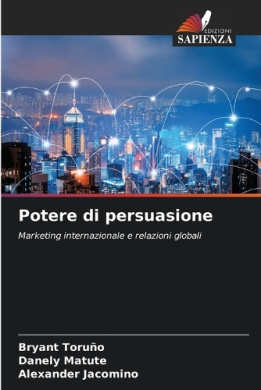 EDIZIONI
SAPIENZA
Potere di persuasione
Marketing internazionale e relazioni globali
Bryant Toruño
Danely Matute
Alexander Jacomino